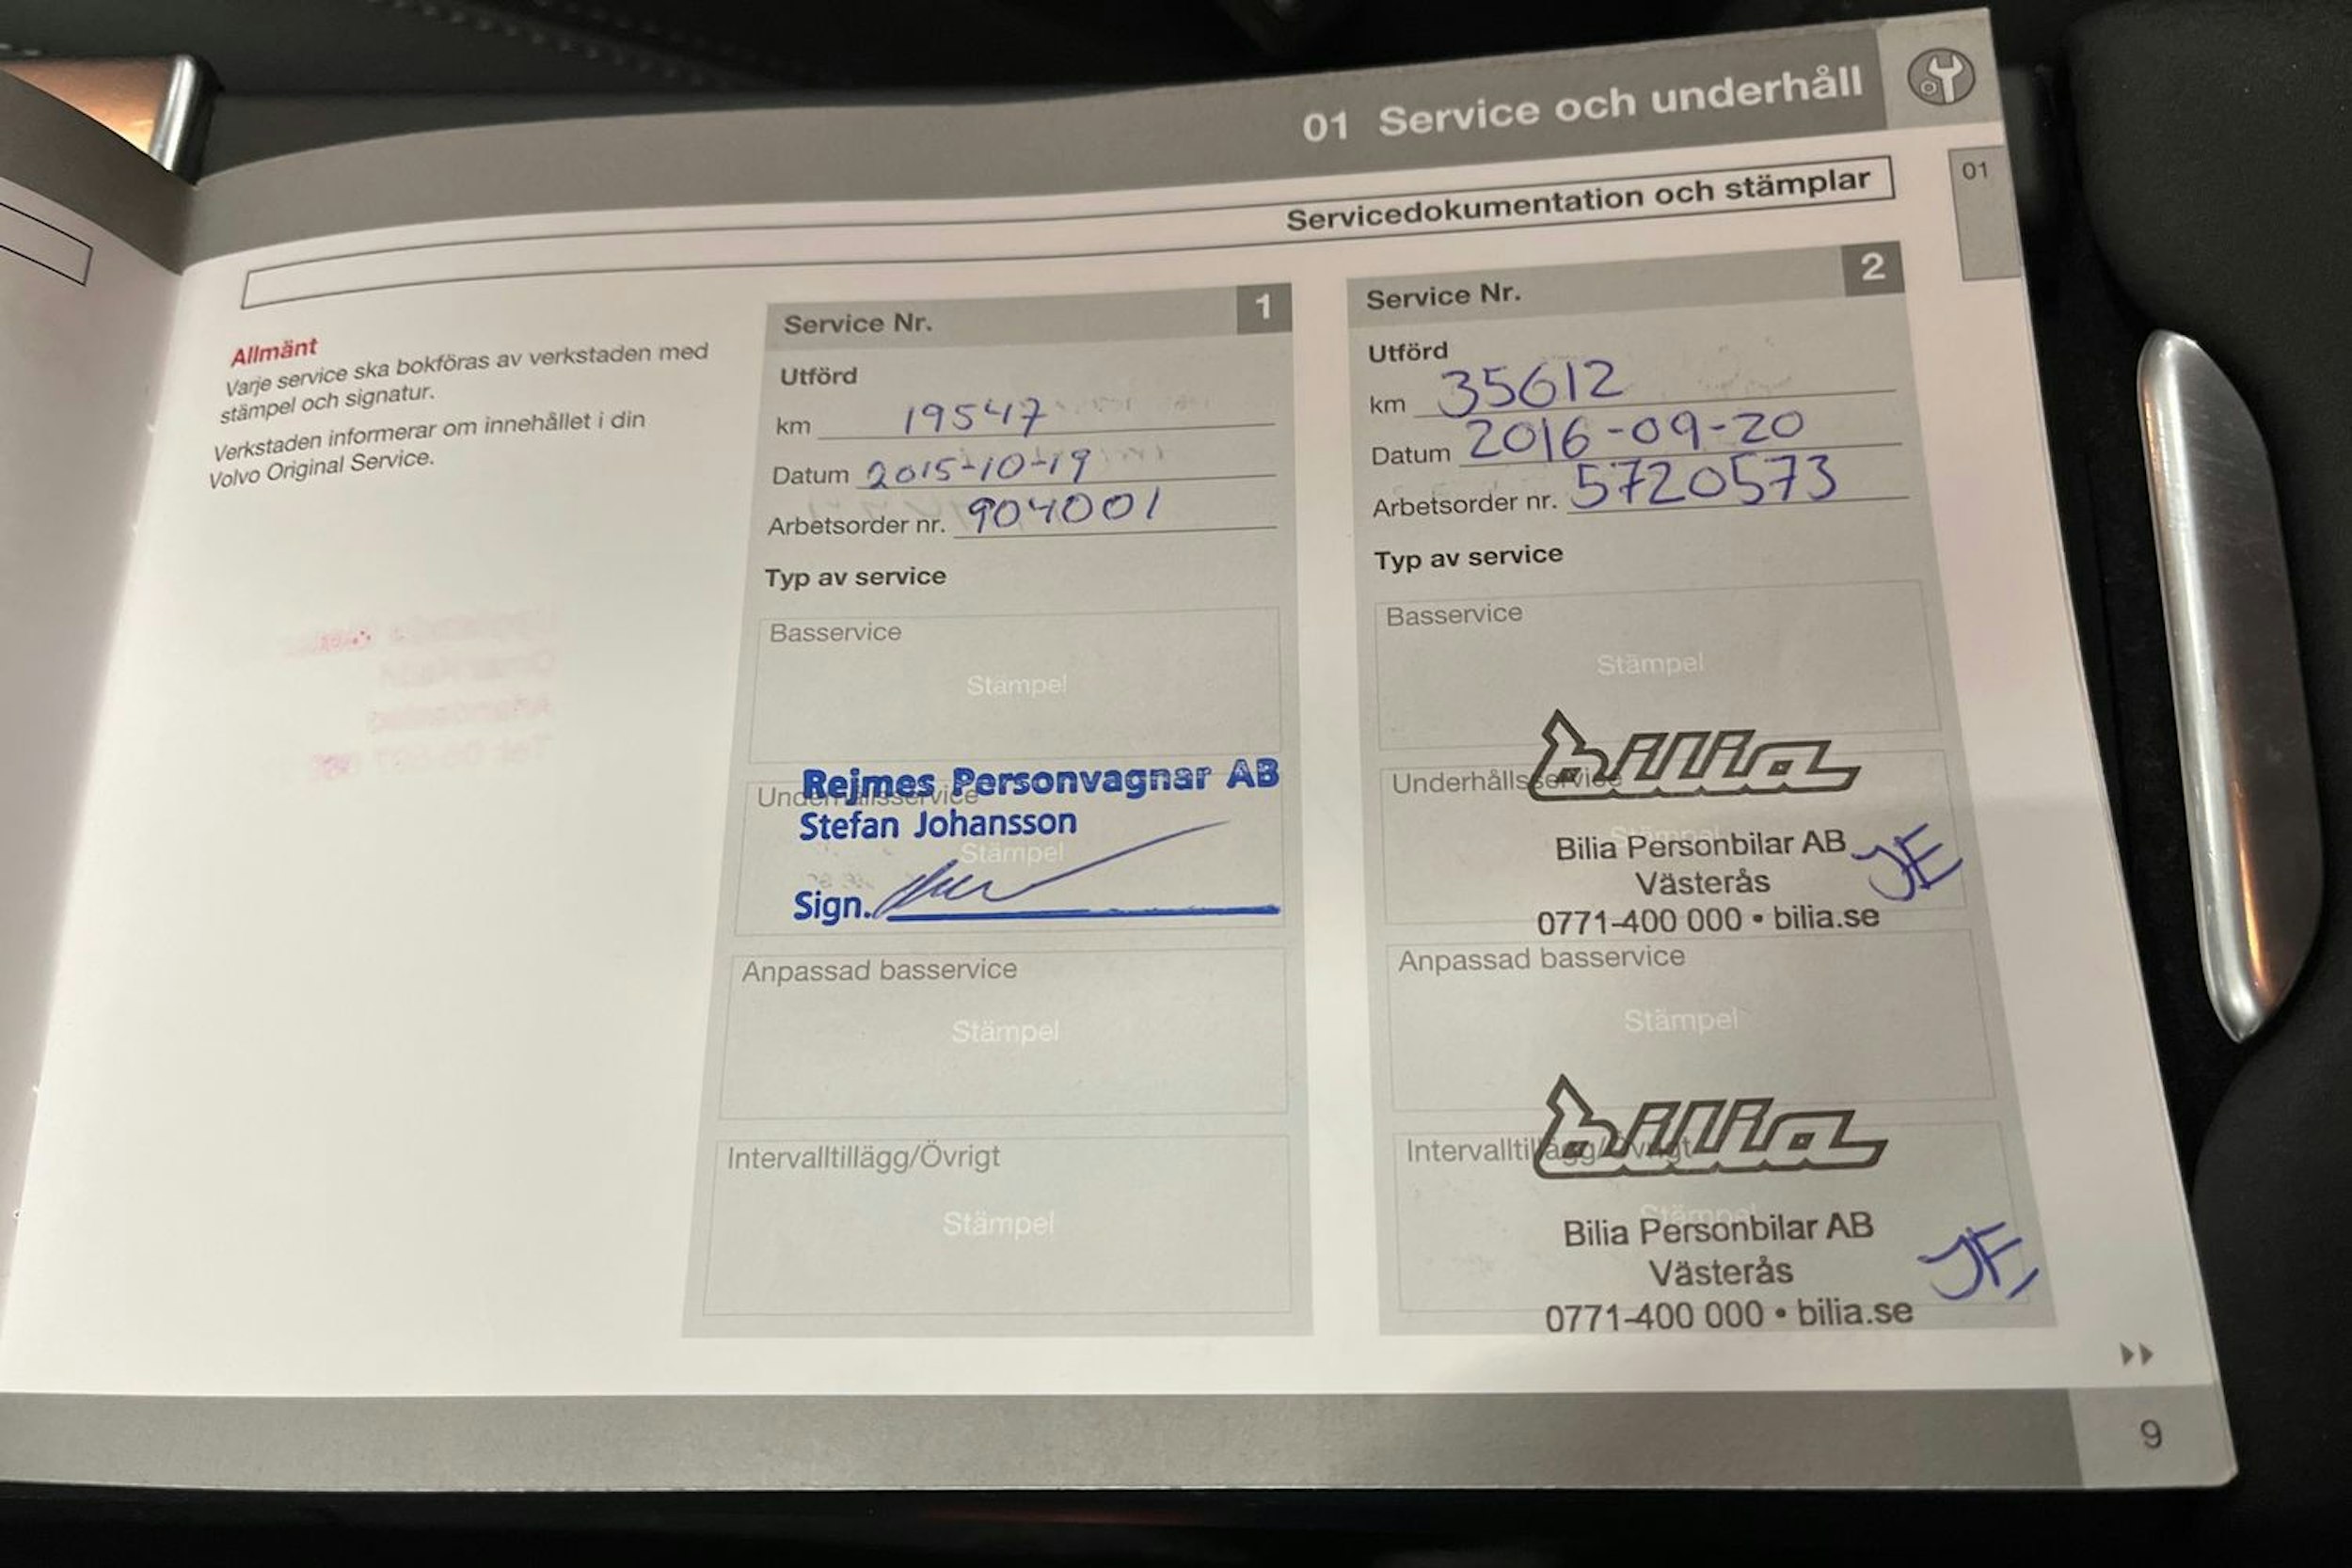 01 Service och underhåll
01
Servicedokumentation och stämplar
Allmänt
Varje service ska bokföras av verkstaden med
stämpel och signatur.
Verkstaden informerar om innehållet i din
Volvo Original Service.
Service Nr. 1
Utförd
km 19547
Datum 2015-10-19
Arbetsorder nr. 904001
Typ av service
Basservice
Stämpel
Underhållsservice
Rejmes Personvagnar AB
Stefan Johansson
Stämpel
Sign.
Anpassad basservice
Stämpel
Intervalltillägg/Övrigt
Stämpel
Service Nr. 2
Utförd
km 35612
Datum 2016-09-20
Arbetsorder nr. 5720573
Typ av service
Basservice
Stämpel
bilia
Underhållsservice
Stämpel
Bilia Personbilar AB
JE
Västerås
0771-400 000 • bilia.se
Anpassad basservice
Stämpel
bilia
Intervalltillägg/Övrigt
Stämpel
Bilia Personbilar AB
JE
Västerås
0771-400 000 • bilia.se
9